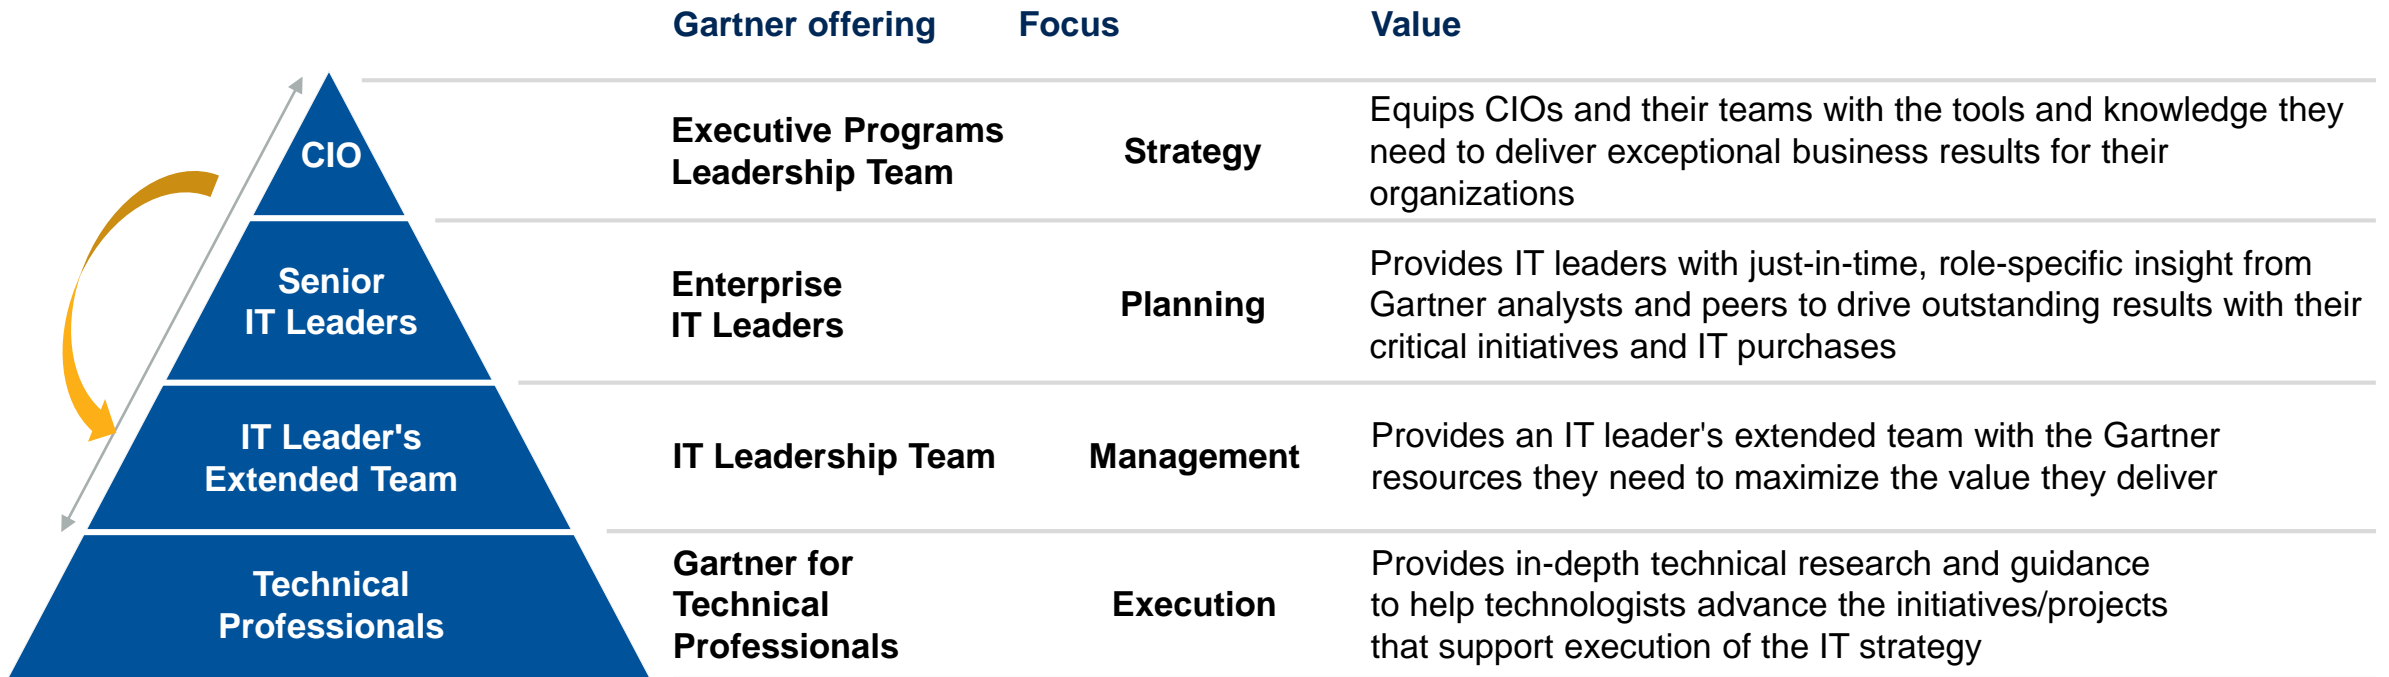 Gartner offering Focus Value
CIO
Executive Programs
Leadership Team
Strategy
Equips CIOs and their teams with the tools and knowledge they
need to deliver exceptional business results for their
organizations
Senior
IT Leaders
Enterprise
IT Leaders
Planning
Provides IT leaders with just-in-time, role-specific insight from
Gartner analysts and peers to drive outstanding results with their
critical initiatives and IT purchases
IT Leader's
Extended Team
IT Leadership Team
Management
Provides an IT leader's extended team with the Gartner
resources they need to maximize the value they deliver
Technical
Professionals
Gartner for
Technical
Professionals
Execution
Provides in-depth technical research and guidance
to help technologists advance the initiatives/projects
that support execution of the IT strategy